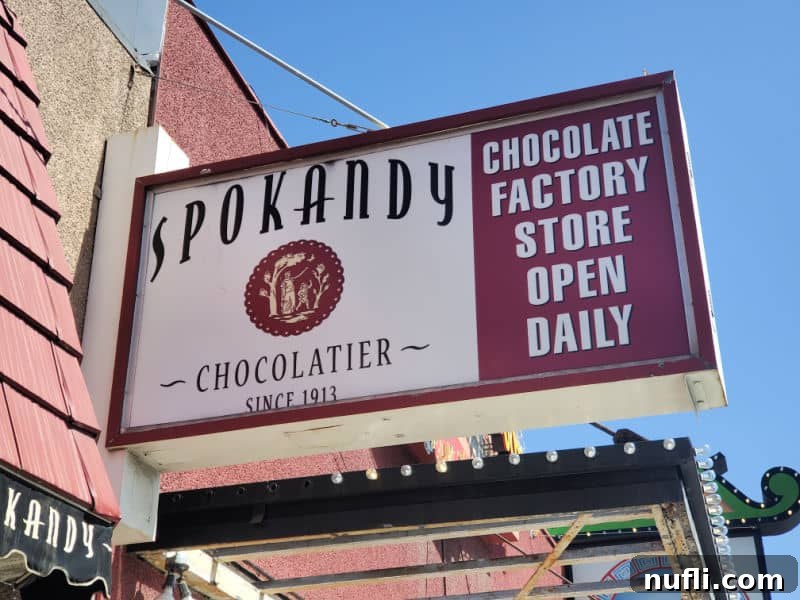 SPOKANDY
~ CHOCOLATIER ~
SINCE 1913
CHOCOLATE
FACTORY
STORE
OPEN
DAILY
KANDY ~
nufli.com